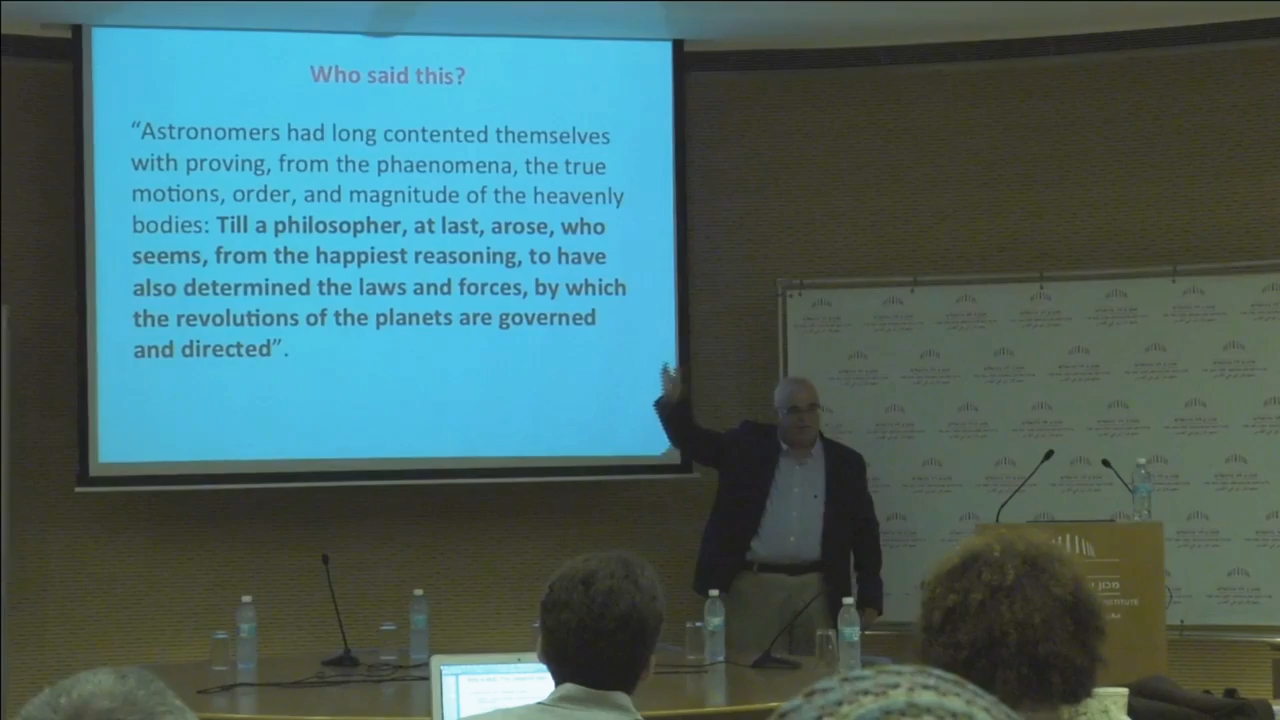 Who said this?
“Astronomers had long contented themselves
with proving, from the phaenomena, the true
motions, order, and magnitude of the heavenly
bodies: Till a philosopher, at last, arose, who
seems, from the happiest reasoning, to have
also determined the laws and forces, by which
the revolutions of the planets are governed
and directed”.
מכון
INSTITUTE